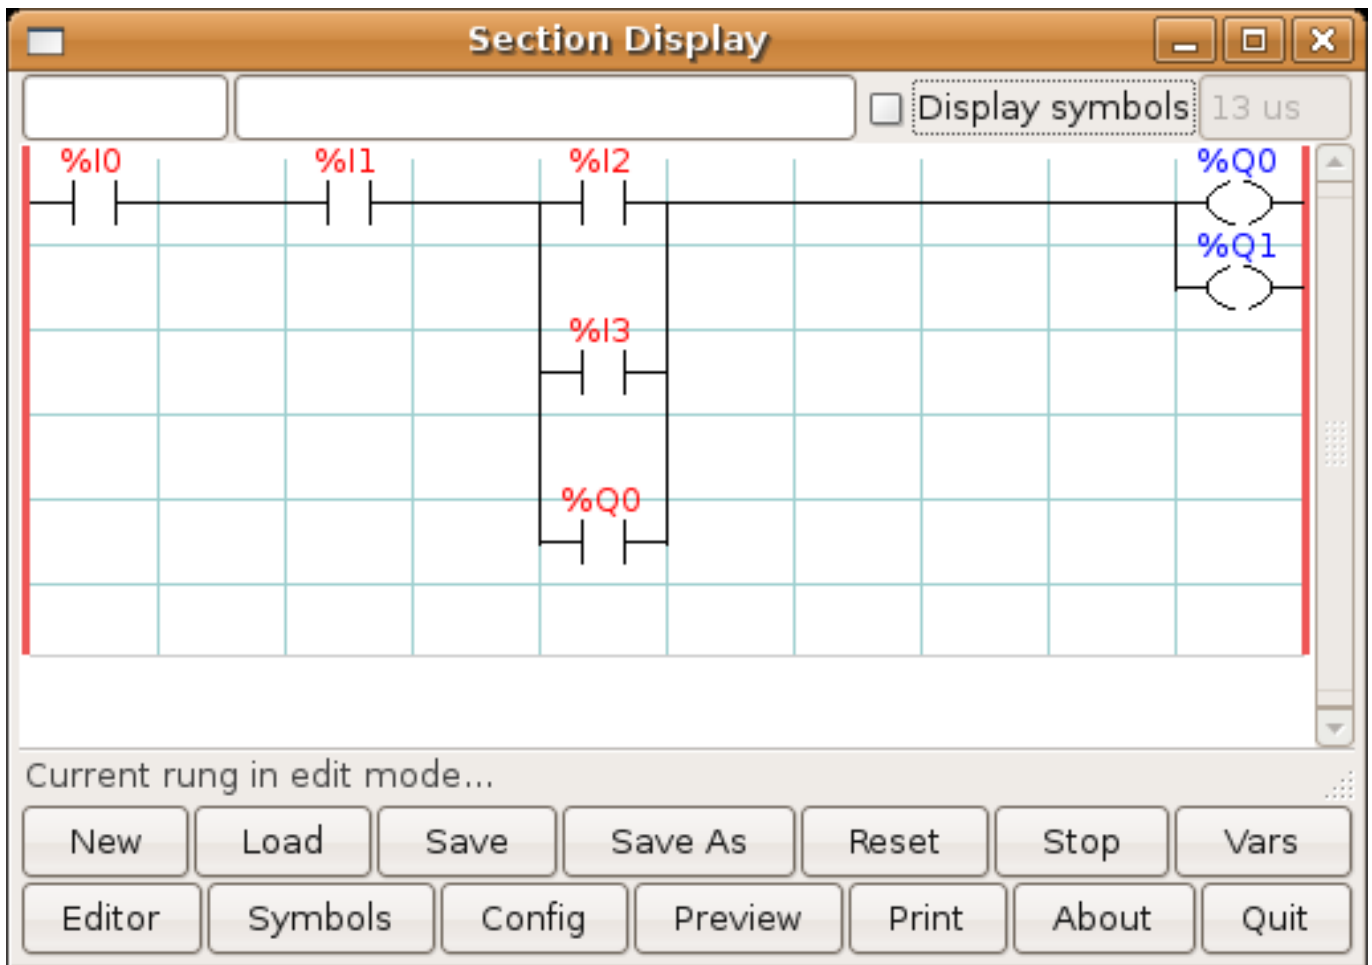 Section Display
Display symbols 13 us
%I0 %I1 %I2 %Q0
%Q1
%I3
%Q0
Current rung in edit mode...
New Load Save Save As Reset Stop Vars
Editor Symbols Config Preview Print About Quit